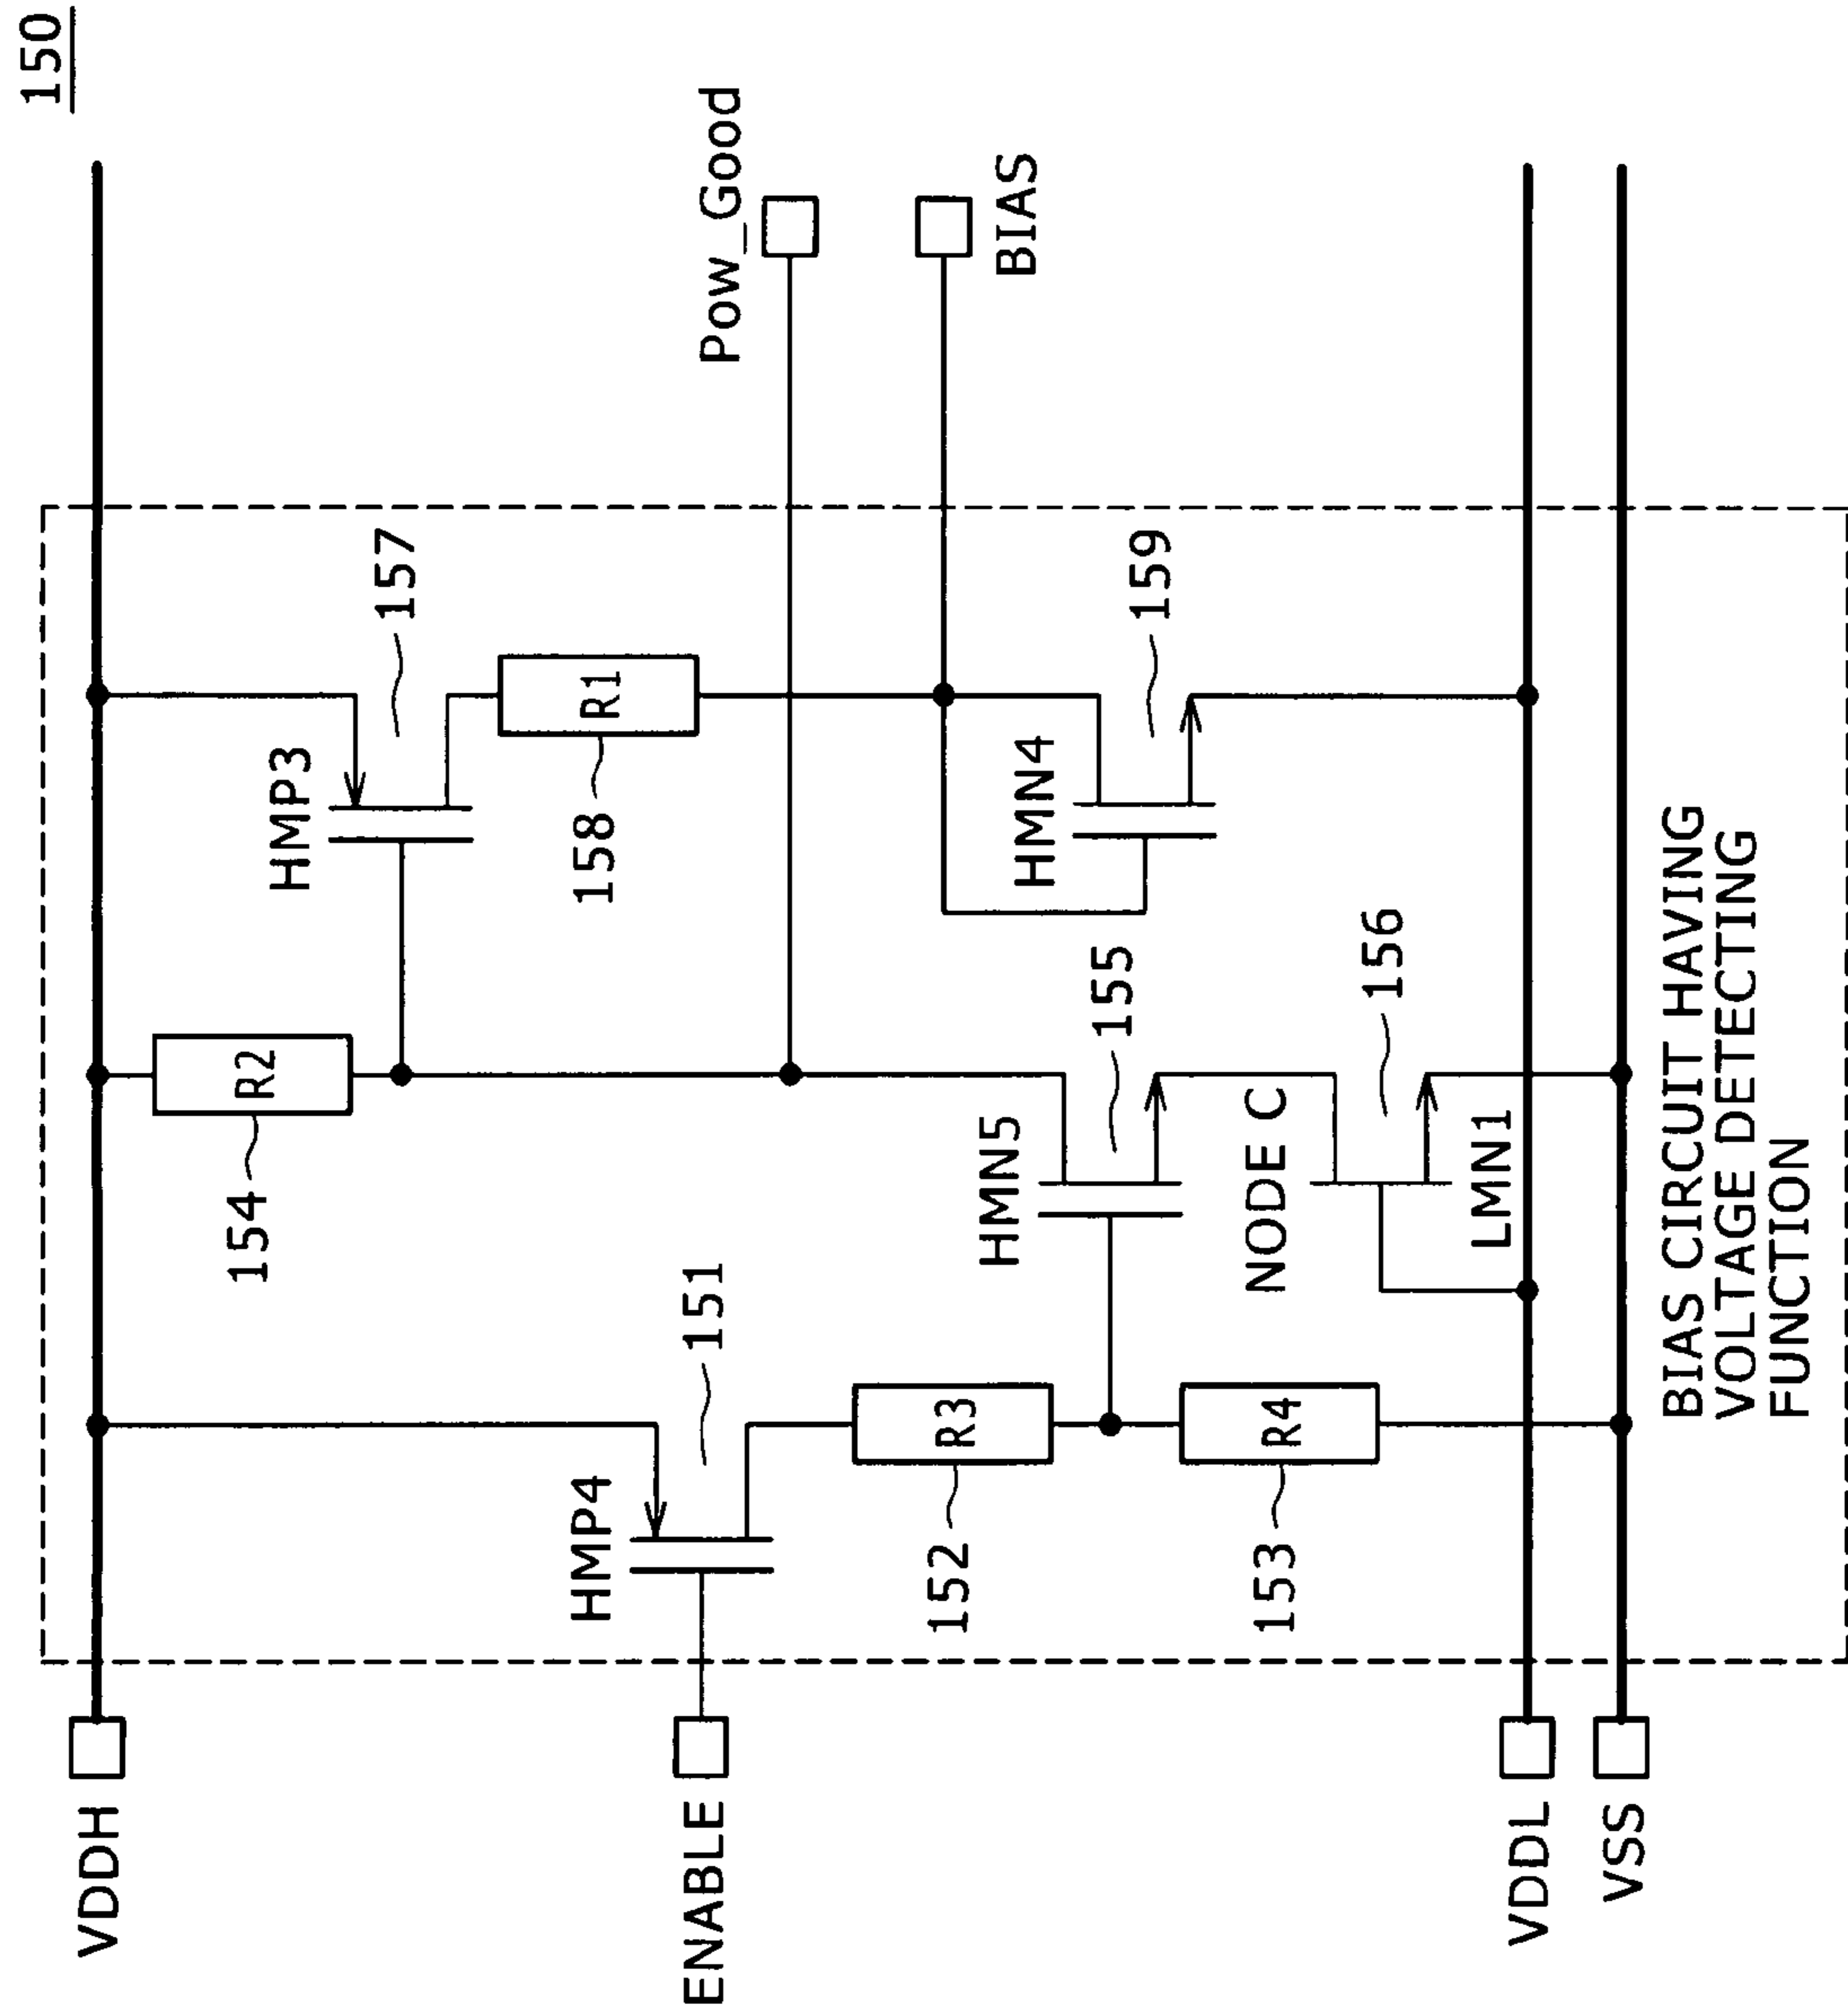 150
VDDH
154
R2
HMP3
157
HMP4
151
158
R1
Pow_Good
ENABLE
BIAS
152
R3
HMN5
155
HMN4
159
153
R4
NODE C
156
LMN1
VDDL
VSS
BIAS CIRCUIT HAVING
VOLTAGE DETECTING
FUNCTION